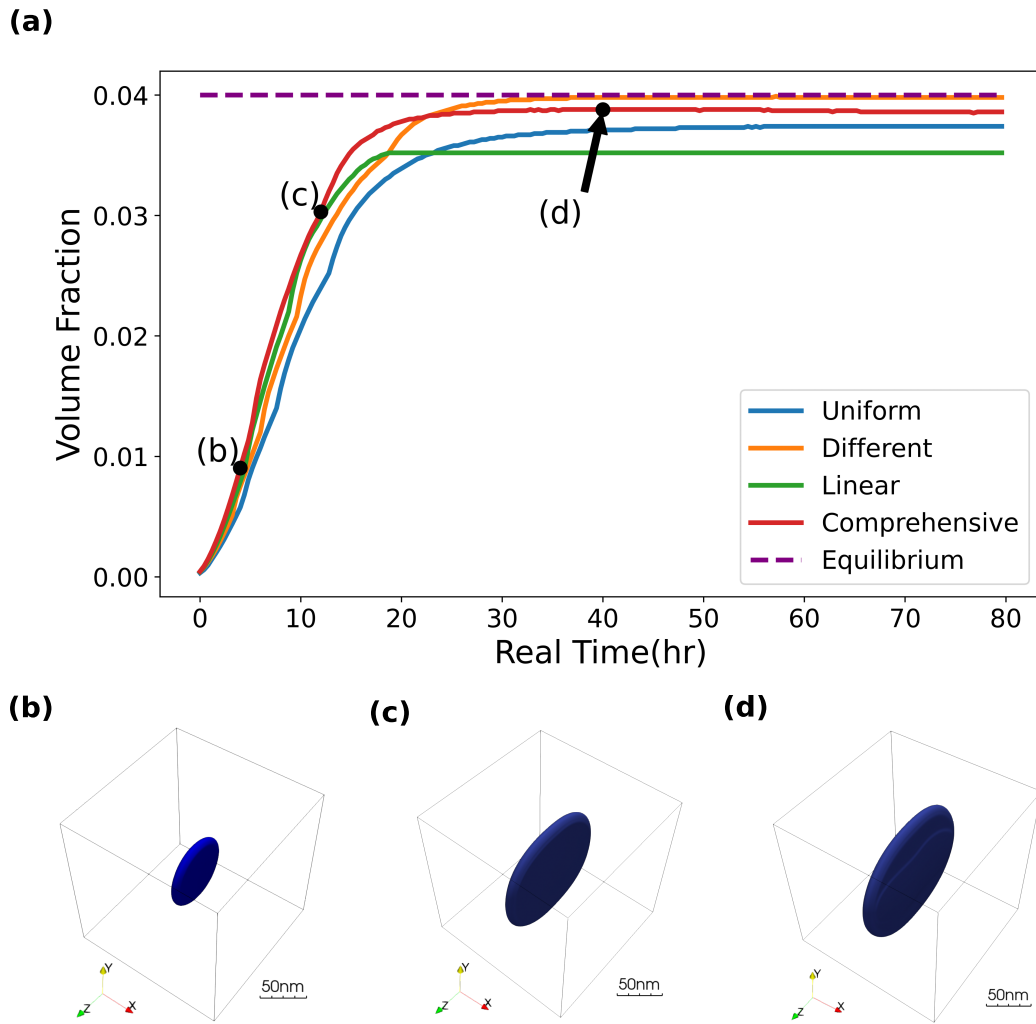 (a)
0.04
0.03
0.02
0.01
0.00
Volume Fraction
(b)
(c)
(d)
Uniform
Different
Linear
Comprehensive
Equilibrium
0 10 20 30 40 50 60 70 80
Real Time(hr)
(b)
Y
Z
X
50nm
(c)
Y
Z
X
50nm
(d)
Y
Z
X
50nm